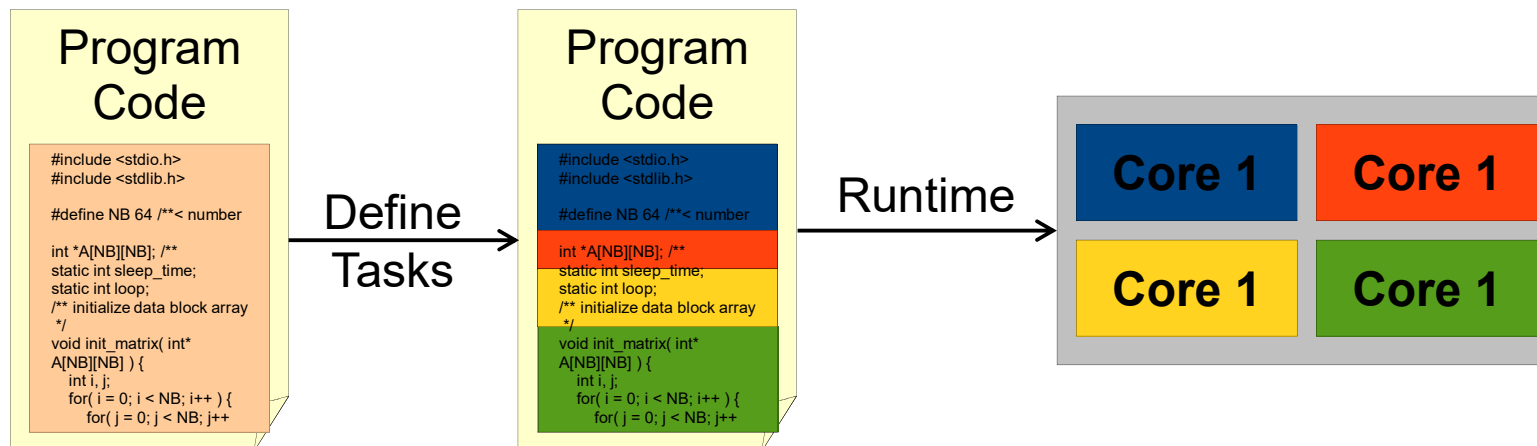 Program
Code
#include <stdio.h>
#include <stdlib.h>
#define NB 64 /**< number
int *A[NB][NB]; /**
static int sleep_time;
static int loop;
/** initialize data block array
*/
void init_matrix( int*
A[NB][NB] ) {
int i, j;
for( i = 0; i < NB; i++ ) {
for( j = 0; j < NB; j++
Define
Tasks
Program
Code
#include <stdio.h>
#include <stdlib.h>
#define NB 64 /**< number
int *A[NB][NB]; /**
static int sleep_time;
static int loop;
/** initialize data block array
*/
void init_matrix( int*
A[NB][NB] ) {
int i, j;
for( i = 0; i < NB; i++ ) {
for( j = 0; j < NB; j++
Runtime
Core 1
Core 1
Core 1
Core 1